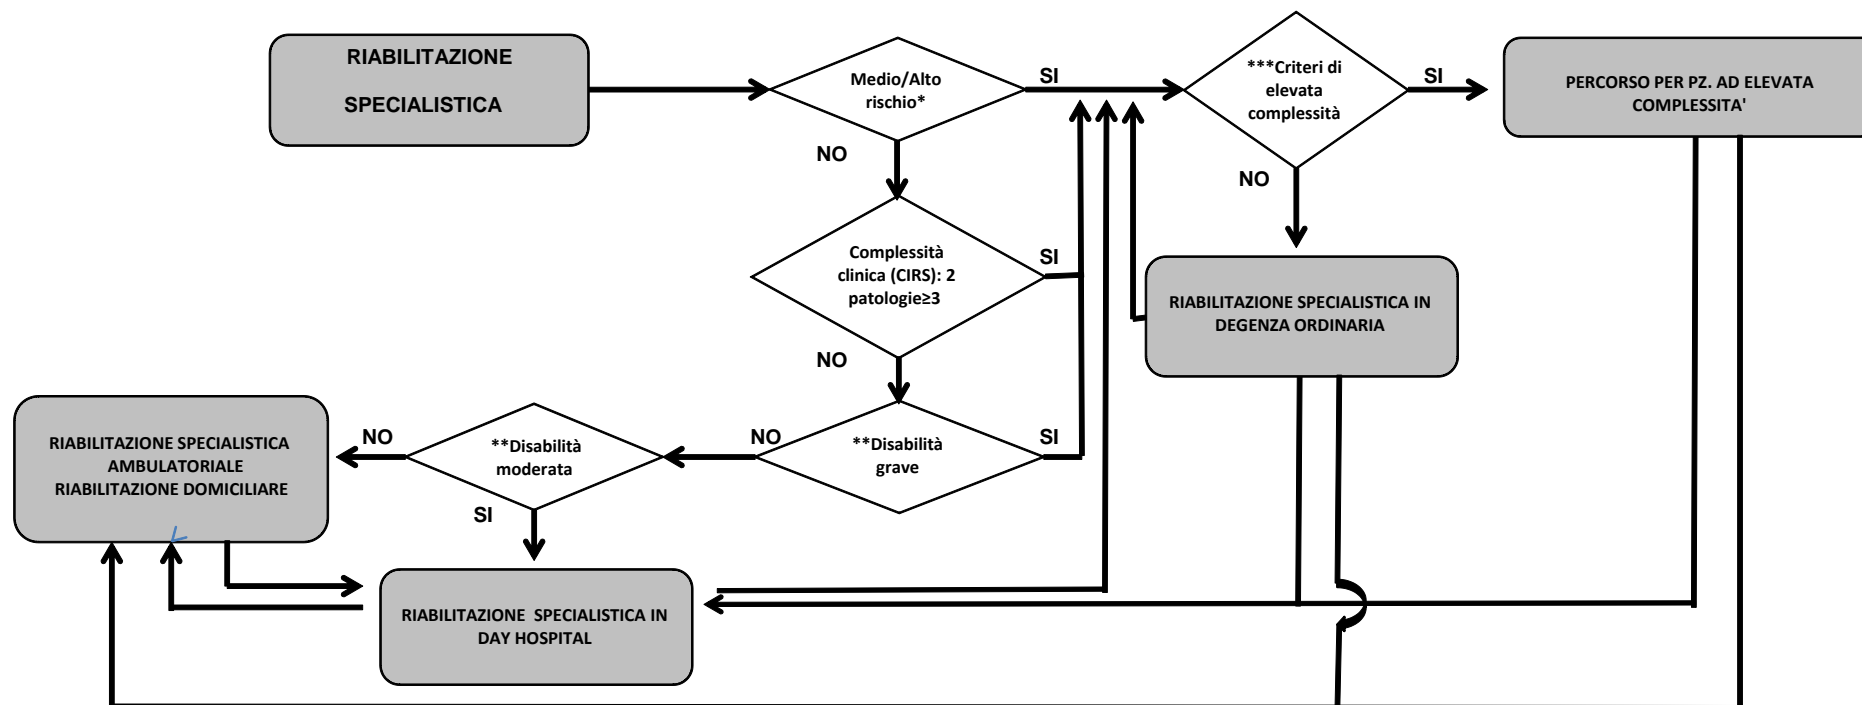 RIABILITAZIONE
SPECIALISTICA
Medio/Alto
rischio*
SI
***Criteri di
elevata
complessità
SI
PERCORSO PER PZ. AD ELEVATA
COMPLESSITA'
NO
NO
Complessità
clinica (CIRS): 2
patologie≥3
SI
RIABILITAZIONE SPECIALISTICA IN
DEGENZA ORDINARIA
NO
RIABILITAZIONE SPECIALISTICA
AMBULATORIALE
RIABILITAZIONE DOMICILIARE
NO
**Disabilità
moderata
NO
**Disabilità
grave
SI
SI
RIABILITAZIONE SPECIALISTICA IN
DAY HOSPITAL